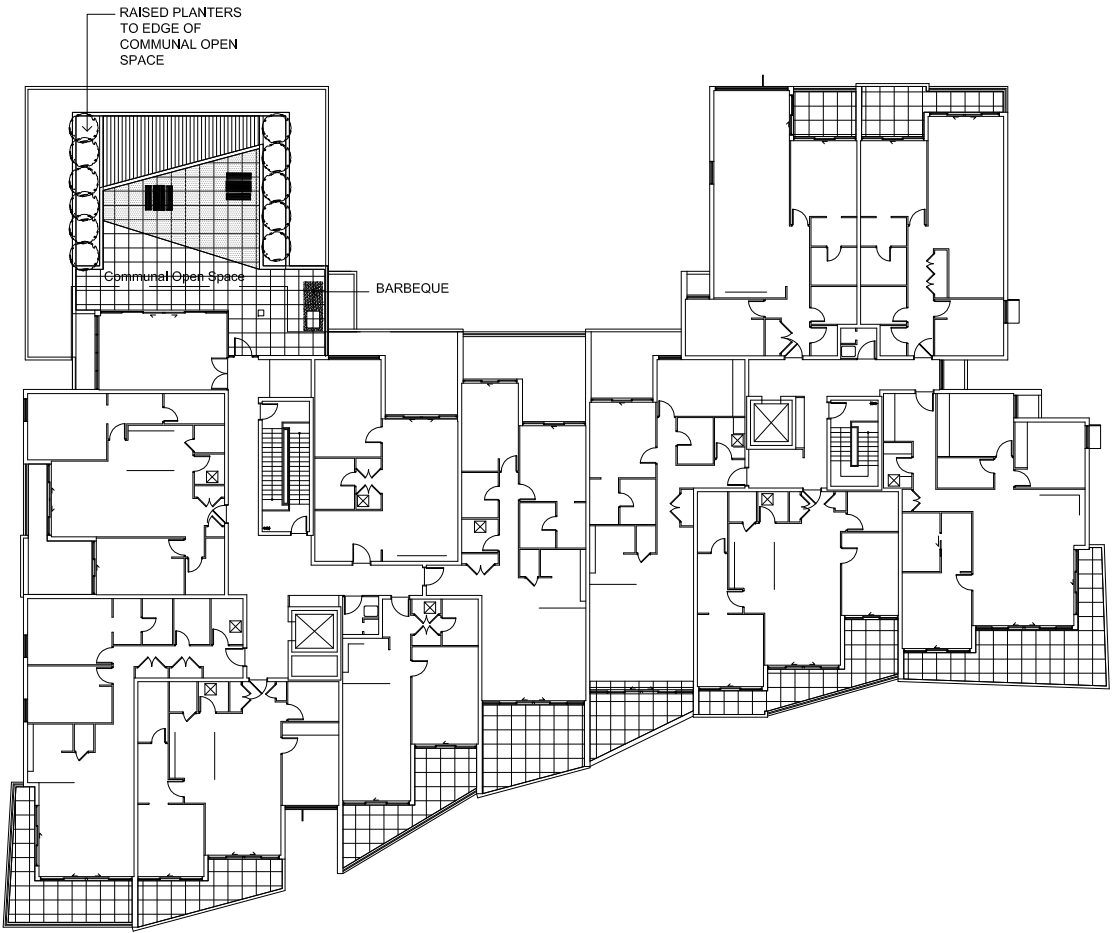 RAISED PLANTERS
TO EDGE OF
COMMUNAL OPEN
SPACE
Communal Open Space
BARBEQUE